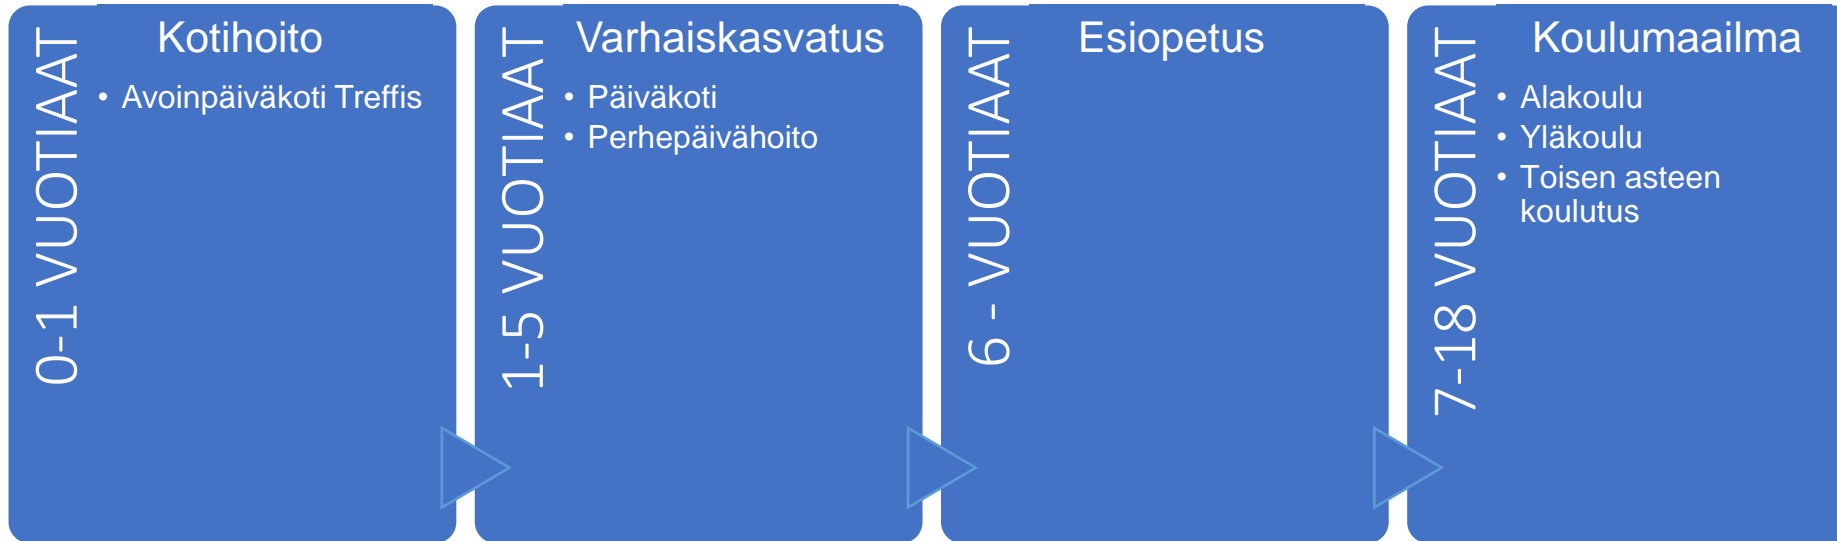 0-1 VUOTIAAT
Kotihoito
• Avoinpäiväkoti Treffis
1-5 VUOTIAAT
Varhaiskasvatus
• Päiväkoti
• Perhepäivähoito
6 - VUOTIAAT
Esiopetus
7-18 VUOTIAAT
Koulumaailma
• Alakoulu
• Yläkoulu
• Toisen asteen
koulutus